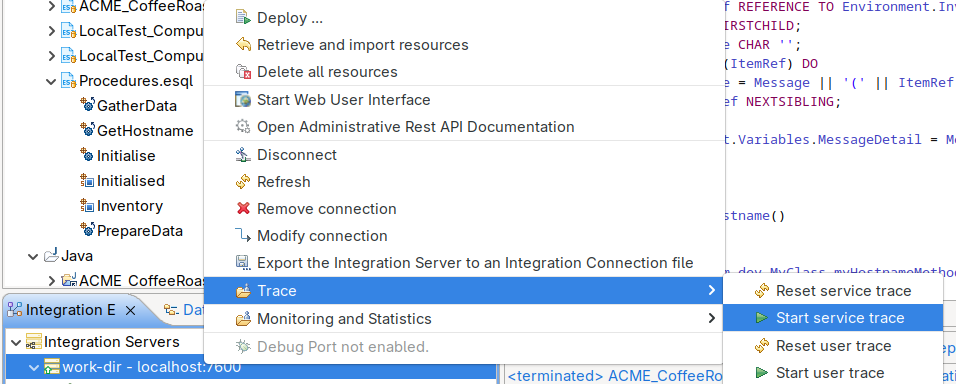 ACME_CoffeeRoas
LocalTest_Compu
LocalTest_Compu
Procedures.esql
GatherData
GetHostname
Initialise
Initialised
Inventory
PrepareData
Java
ACME_CoffeeRoas
Integration E
Dat
Integration Servers
work-dir - localhost:7600
Deploy ...
Retrieve and import resources
Delete all resources
Start Web User Interface
Open Administrative Rest API Documentation
Disconnect
Refresh
Remove connection
Modify connection
Export the Integration Server to an Integration Connection file
Trace
Monitoring and Statistics
Debug Port not enabled.
Reset service trace
Start service trace
Reset user trace
Start user trace
f REFERENCE TO Environment.Inv
IRSTCHILD;
e CHAR '';
(ItemRef) DO
e = Message || '(' || ItemRef
ef NEXTSIBLING;
t.Variables.MessageDetail = Me
stname()
m.dev.MyClass.myHostnameMethod
<terminated> ACME_CoffeeRo